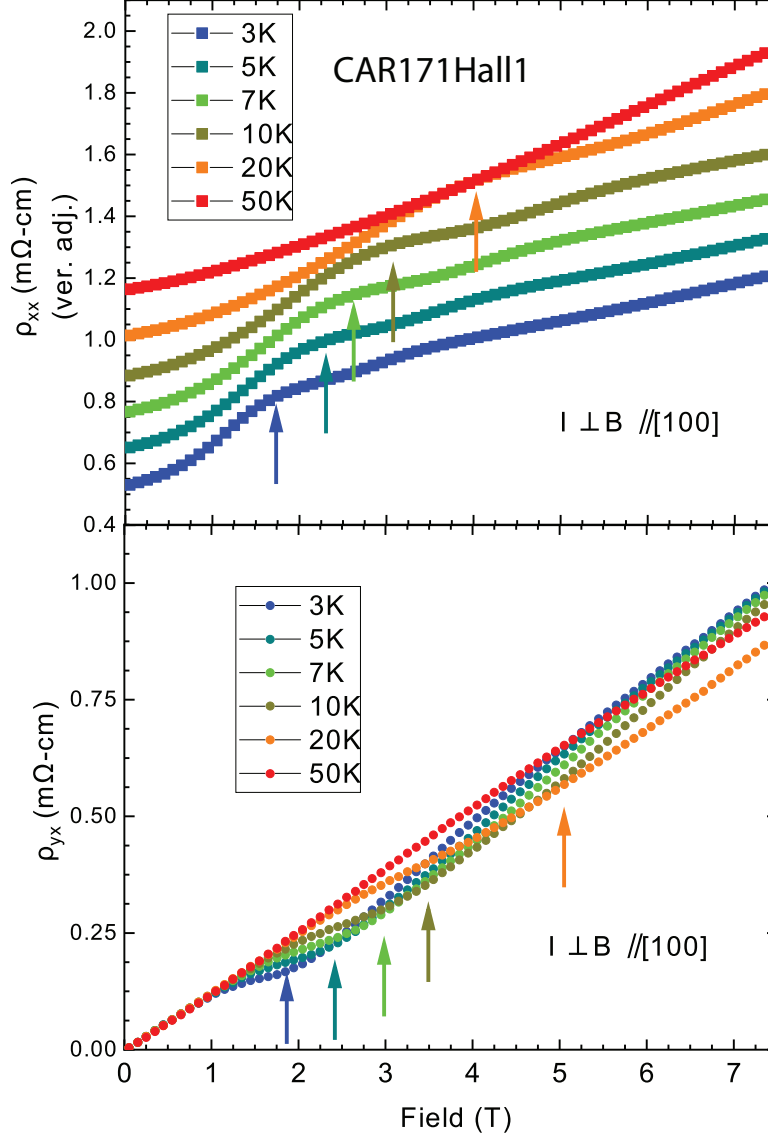 2.0
1.8
1.6
1.4
1.2
1.0
0.8
0.6
0.4
ρxx (mΩ-cm)
(ver. adj.)
3K
5K
7K
10K
20K
50K
CAR171Hall1
I ⊥B //[100]
1.00
0.75
0.50
0.25
0.00
ρyx (mΩ-cm)
3K
5K
7K
10K
20K
50K
I ⊥B //[100]
0 1 2 3 4 5 6 7
Field (T)